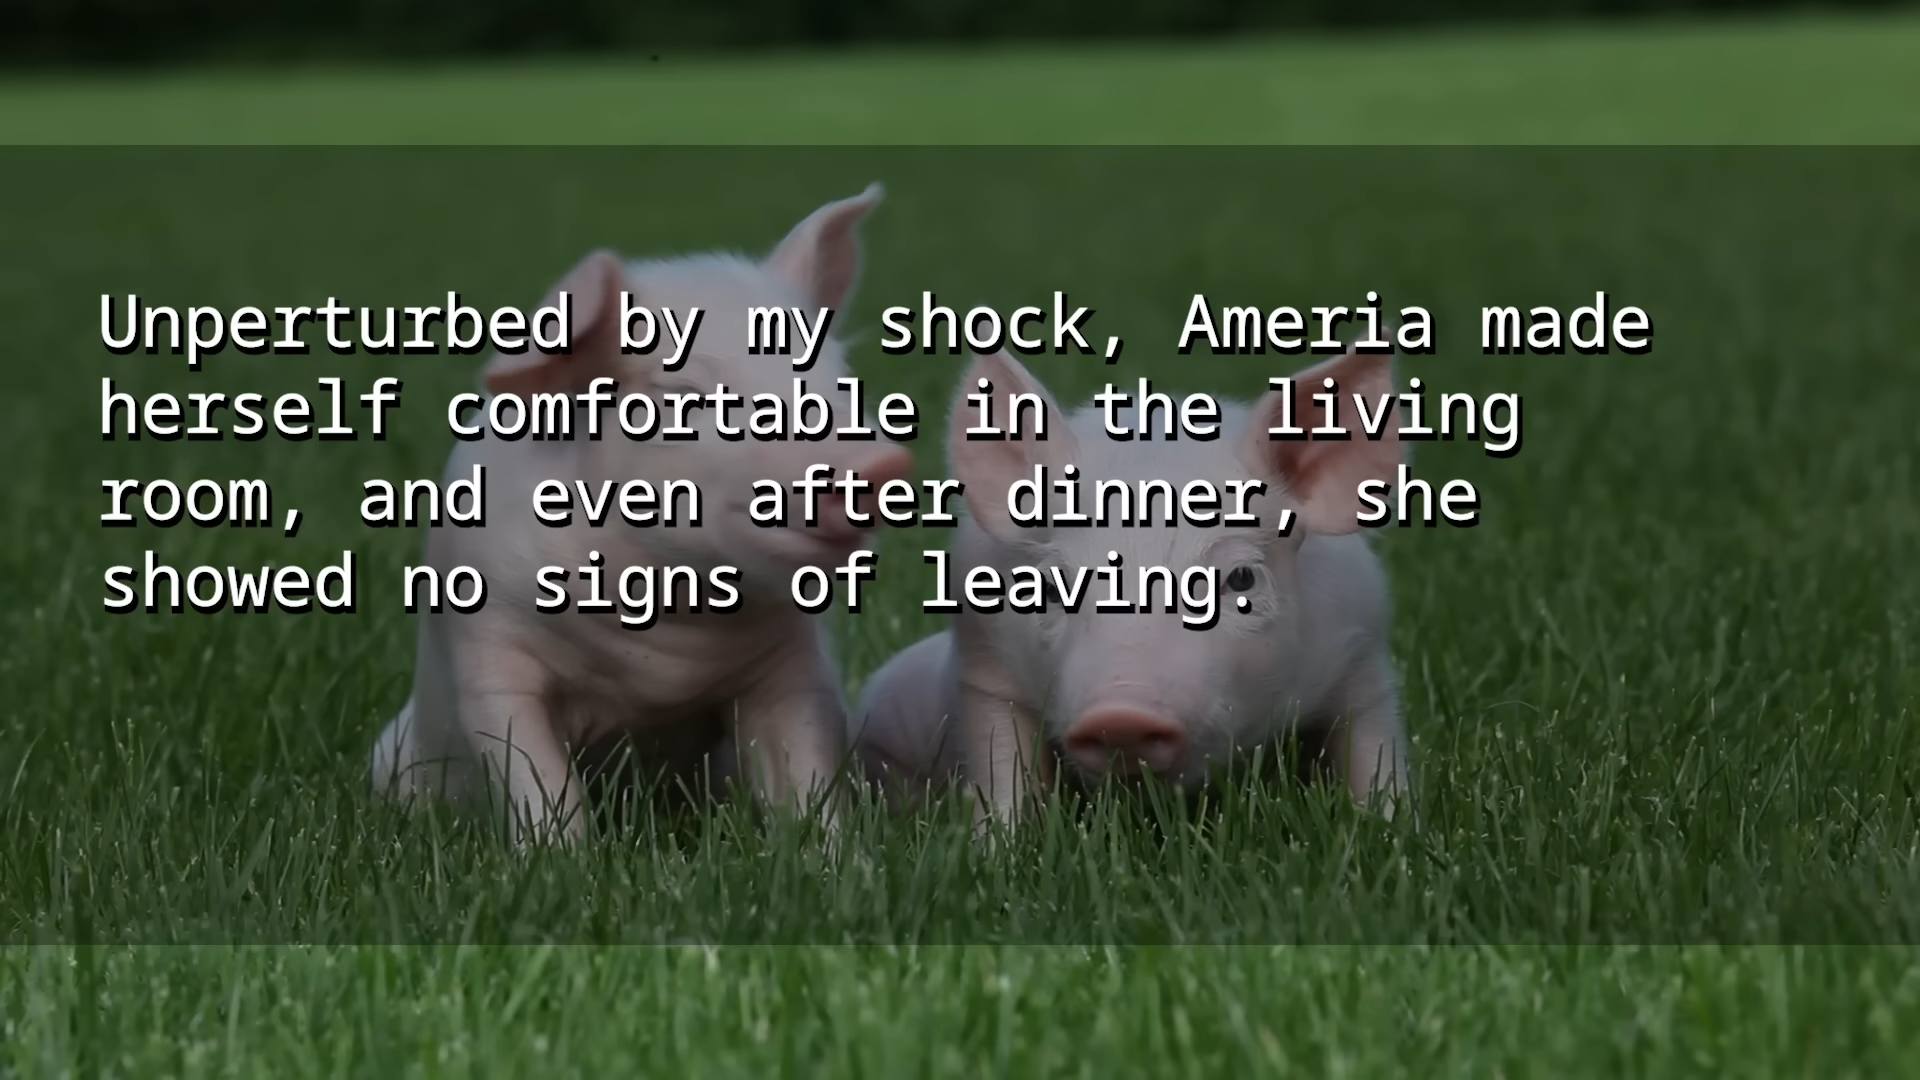 Unperturbed by my shock, Ameria made
herself comfortable in the living
room, and even after dinner, she
showed no signs of leaving.